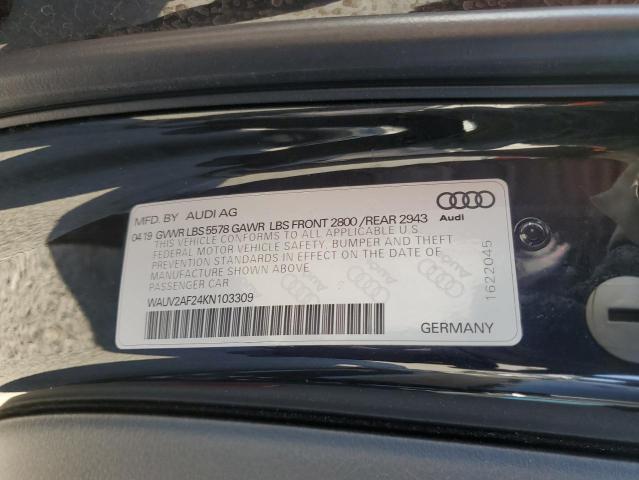 MFD. BY AUDI AG
Audi
04 19 GVWR LBS 5578 GAWR LBS FRONT 2800 /REAR 2943
THIS VEHICLE CONFORMS TO ALL APPLICABLE U.S
FEDERAL MOTOR VEHICLE SAFETY, BUMPER AND THEFT
PREVENTION STANDARDS IN EFFECT ON THE DATE OF
MANUFACTURE SHOWN ABOVE
PASSENGER CAR
WAUV2AF24KN103309
GERMANY
1622045